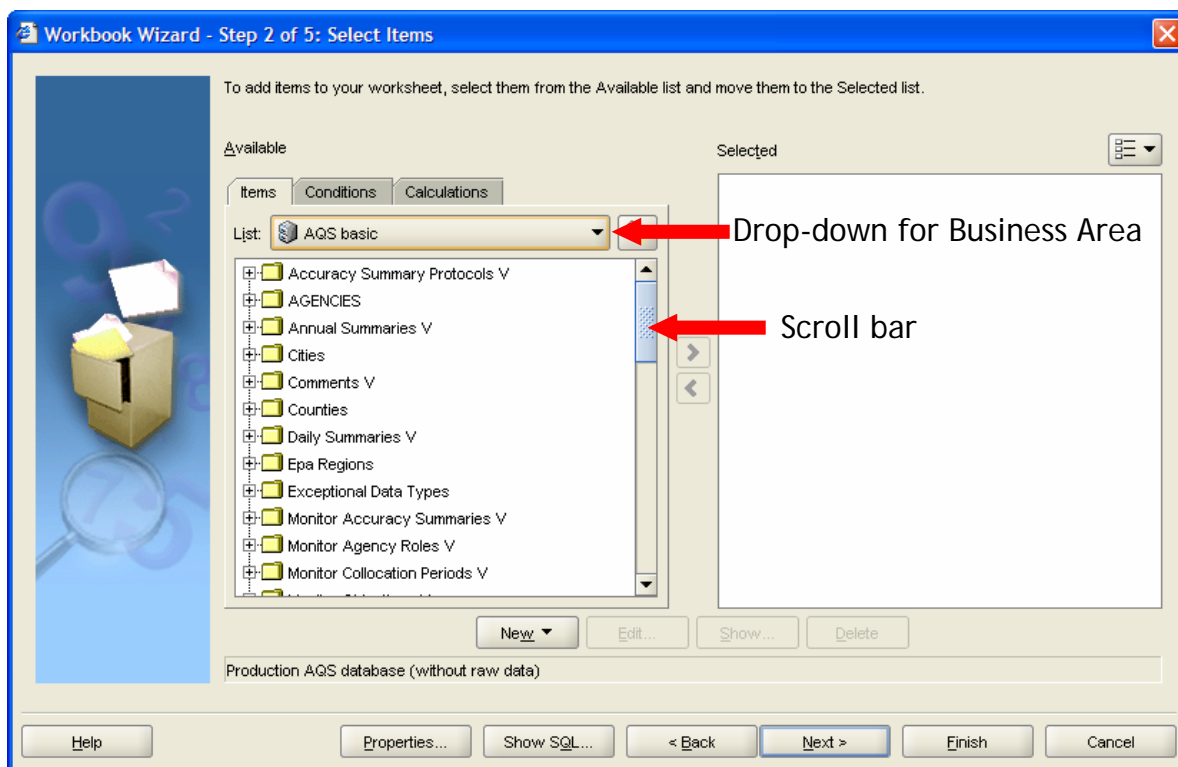 Workbook Wizard - Step 2 of 5: Select Items
To add items to your worksheet, select them from the Available list and move them to the Selected list.
Available
Selected
Items Conditions Calculations
List: AQS basic
Drop-down for Business Area
Accuracy Summary Protocols V
AGENCIES
Annual Summaries V
Scroll bar
Cities
Comments V
Counties
Daily Summaries V
Epa Regions
Exceptional Data Types
Monitor Accuracy Summaries V
Monitor Agency Roles V
Monitor Collocation Periods V
New Edit... Show... Delete
Production AQS database (without raw data)
Help Properties... Show SQL... < Back Next > Finish Cancel